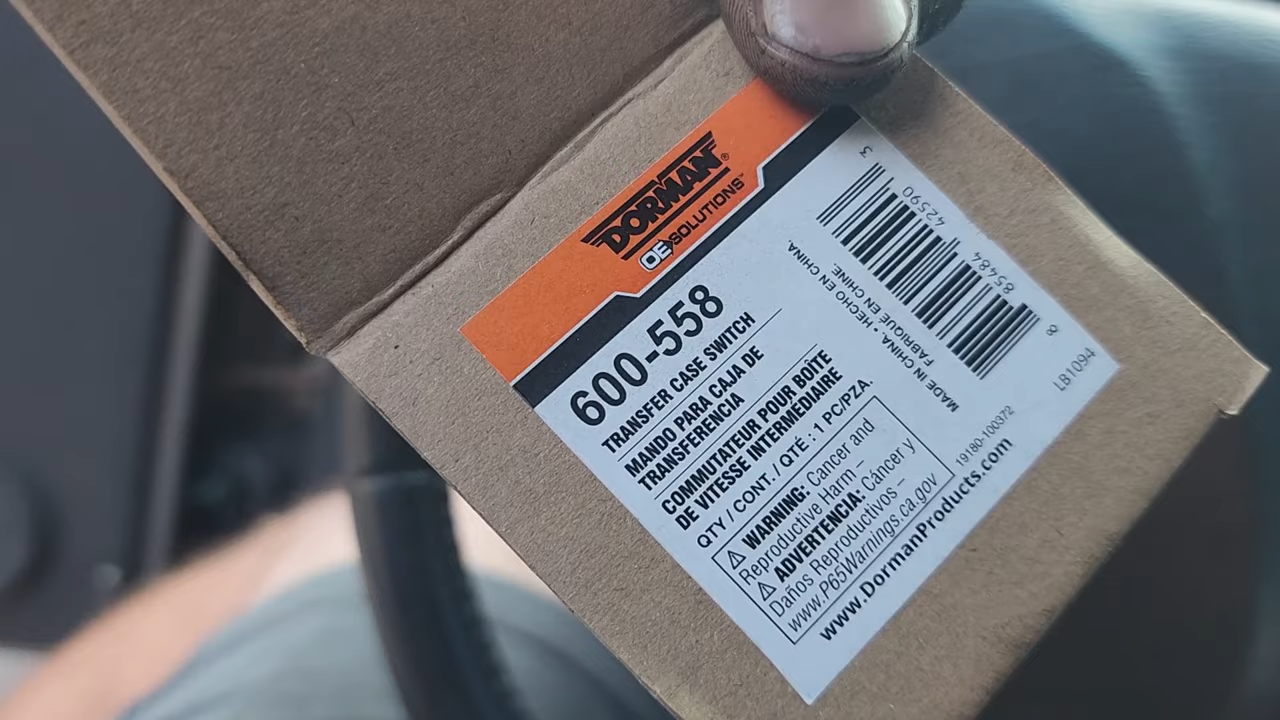 DORMAN®
OE SOLUTIONS™
600-558
TRANSFER CASE SWITCH
MANDO PARA CAJA DE
TRANSFERENCIA
COMMUTATEUR POUR BOÎTE
DE VITESSE INTERMÉDIAIRE
QTY / CONT. / QTÉ : 1 PC/PZA.
⚠ WARNING: Cancer and
Reproductive Harm –
⚠ ADVERTENCIA: Cáncer y
Daños Reproductivos –
www.P65Warnings.ca.gov
www.DormanProducts.com
19180-100372
MADE IN CHINA. • HECHO EN CHINA.
FABRIQUÉ EN CHINE.
3 85484 42590 8
LB1094